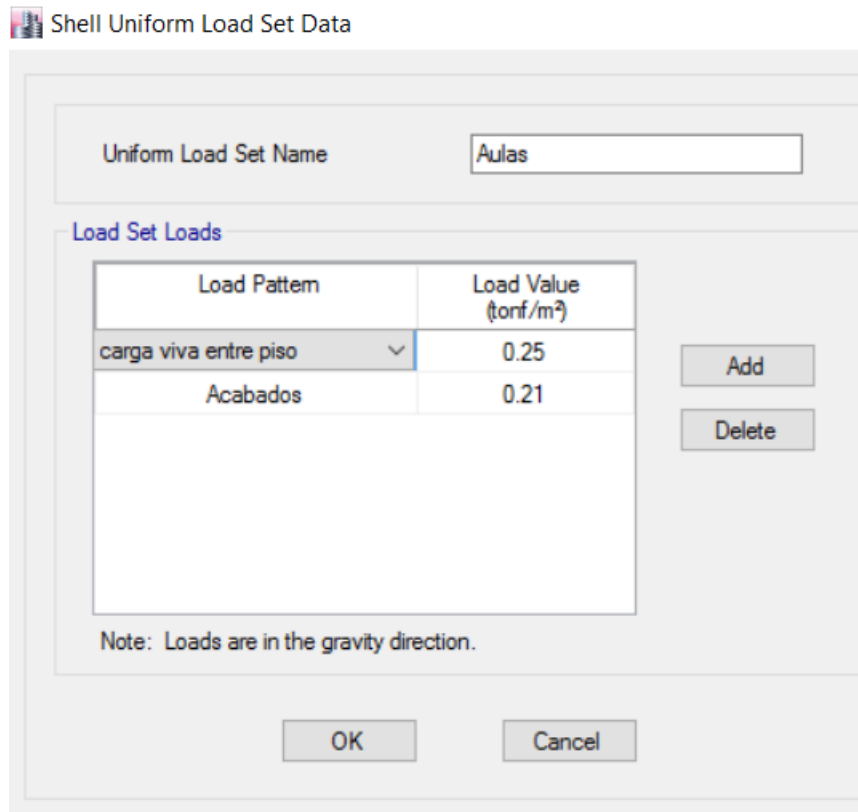 Shell Uniform Load Set Data
Uniform Load Set Name Aulas
Load Set Loads
Load Pattern Load Value
(tonf/m²)
carga viva entre piso 0.25
Add
Acabados 0.21
Delete
Note: Loads are in the gravity direction.
OK Cancel